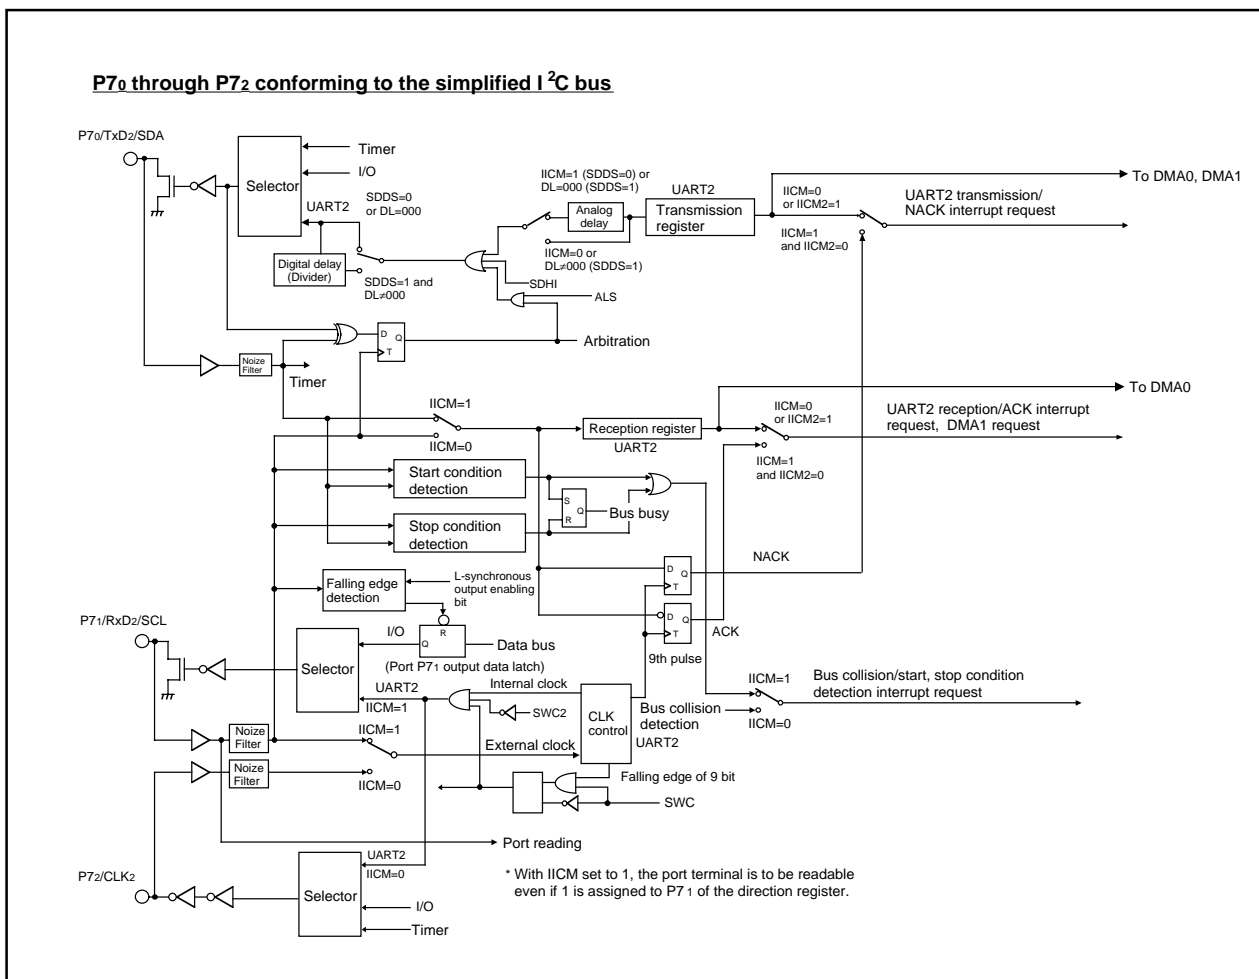 P70 through P72 conforming to the simplified I2C bus
P70/TxD2/SDA
Timer
I/O
Selector
UART2
SDDS=0
or DL=000
Digital delay
(Divider)
SDDS=1 and
DL≠000
IICM=1 (SDDS=0) or
DL=000 (SDDS=1)
Analog
delay
IICM=0 or
DL≠000 (SDDS=1)
SDHI
ALS
UART2
Transmission
register
IICM=0
or IICM2=1
IICM=1
and IICM2=0
To DMA0, DMA1
UART2 transmission/
NACK interrupt request
D
Q
T
Arbitration
Noize
Filter
Timer
IICM=1
IICM=0
Reception register
UART2
To DMA0
IICM=0
or IICM2=1
IICM=1
and IICM2=0
UART2 reception/ACK interrupt
request, DMA1 request
Start condition
detection
Stop condition
detection
S
Q
R
Bus busy
NACK
D
Q
T
D
Q
T
ACK
9th pulse
Falling edge
detection
L-synchronous
output enabling
bit
P71/RxD2/SCL
I/O
R
Q
Data bus
(Port P71 output data latch)
Selector
UART2
IICM=1
Internal clock
SWC2
CLK
control
UART2
Bus collision
detection
IICM=1
IICM=0
Bus collision/start, stop condition
detection interrupt request
Noize
Filter
IICM=1
External clock
Noize
Filter
IICM=0
Falling edge of 9 bit
SWC
Port reading
P72/CLK2
UART2
IICM=0
Selector
I/O
Timer
* With IICM set to 1, the port terminal is to be readable
even if 1 is assigned to P71 of the direction register.